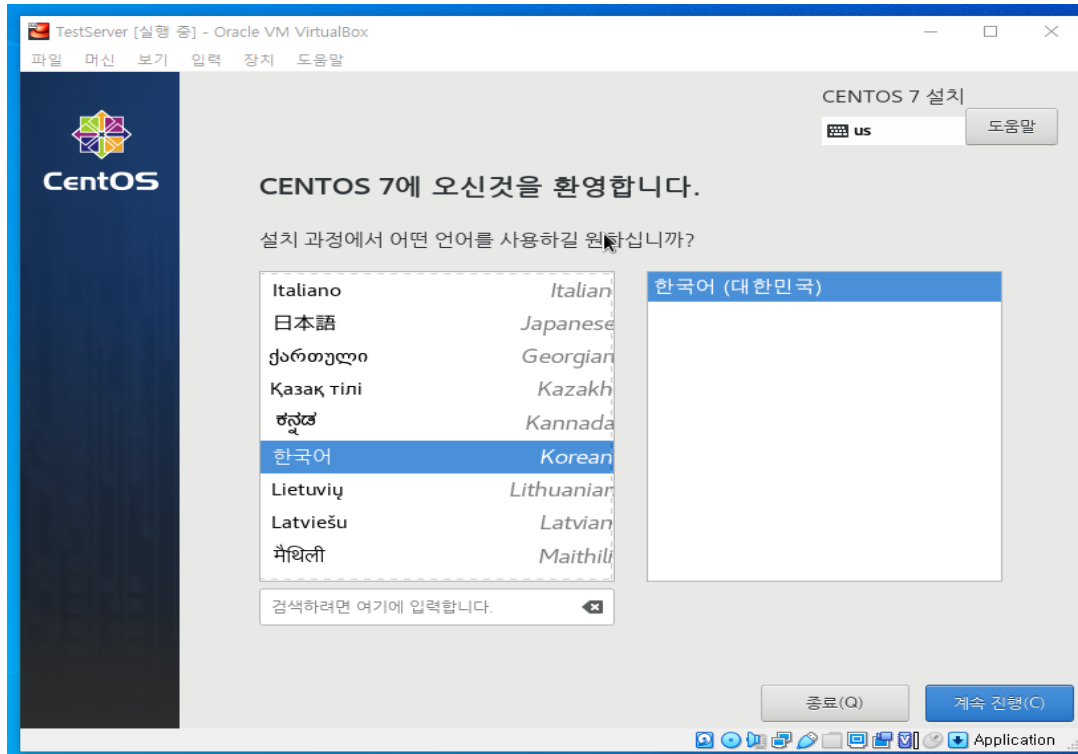 TestServer [실행 중] - Oracle VM VirtualBox
파일 머신 보기 입력 장치 도움말
CENTOS 7 설치
us 도움말
CentOS
CENTOS 7에 오신것을 환영합니다.
설치 과정에서 어떤 언어를 사용하길 원하십니까?
Italiano Italian
日本語 Japanese
ქართული Georgian
Қазақ тілі Kazakh
ಕನ್ನಡ Kannada
한국어 Korean
Lietuvių Lithuanian
Latviešu Latvian
मैथिली Maithili
한국어 (대한민국)
검색하려면 여기에 입력합니다.
종료(Q) 계속 진행(C)
Application